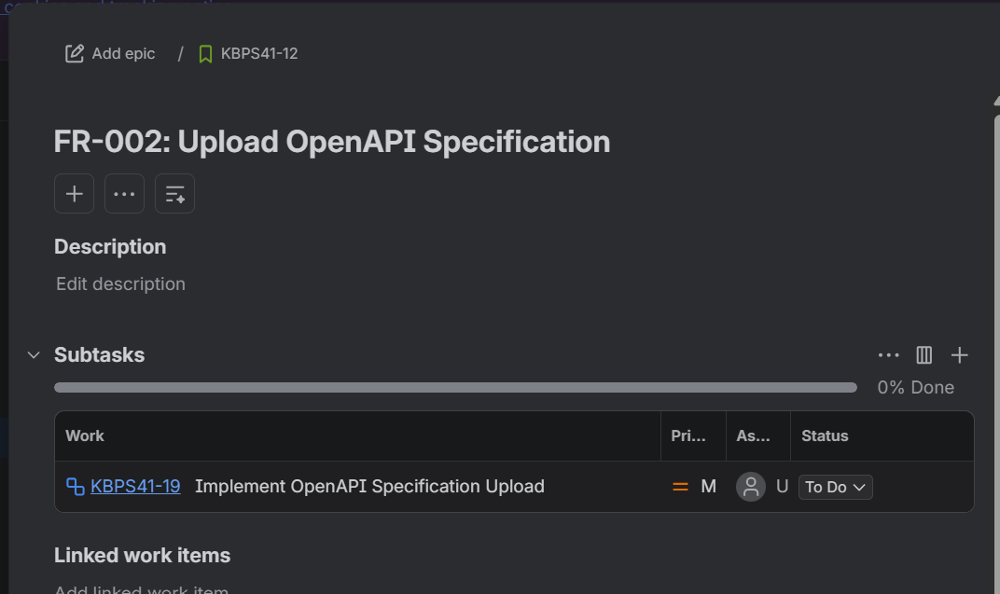 Add epic / KBPS41-12
FR-002: Upload OpenAPI Specification
Description
Edit description
Subtasks
0% Done
Work Pri... As... Status
KBPS41-19 Implement OpenAPI Specification Upload M U To Do
Linked work items
Add linked work item